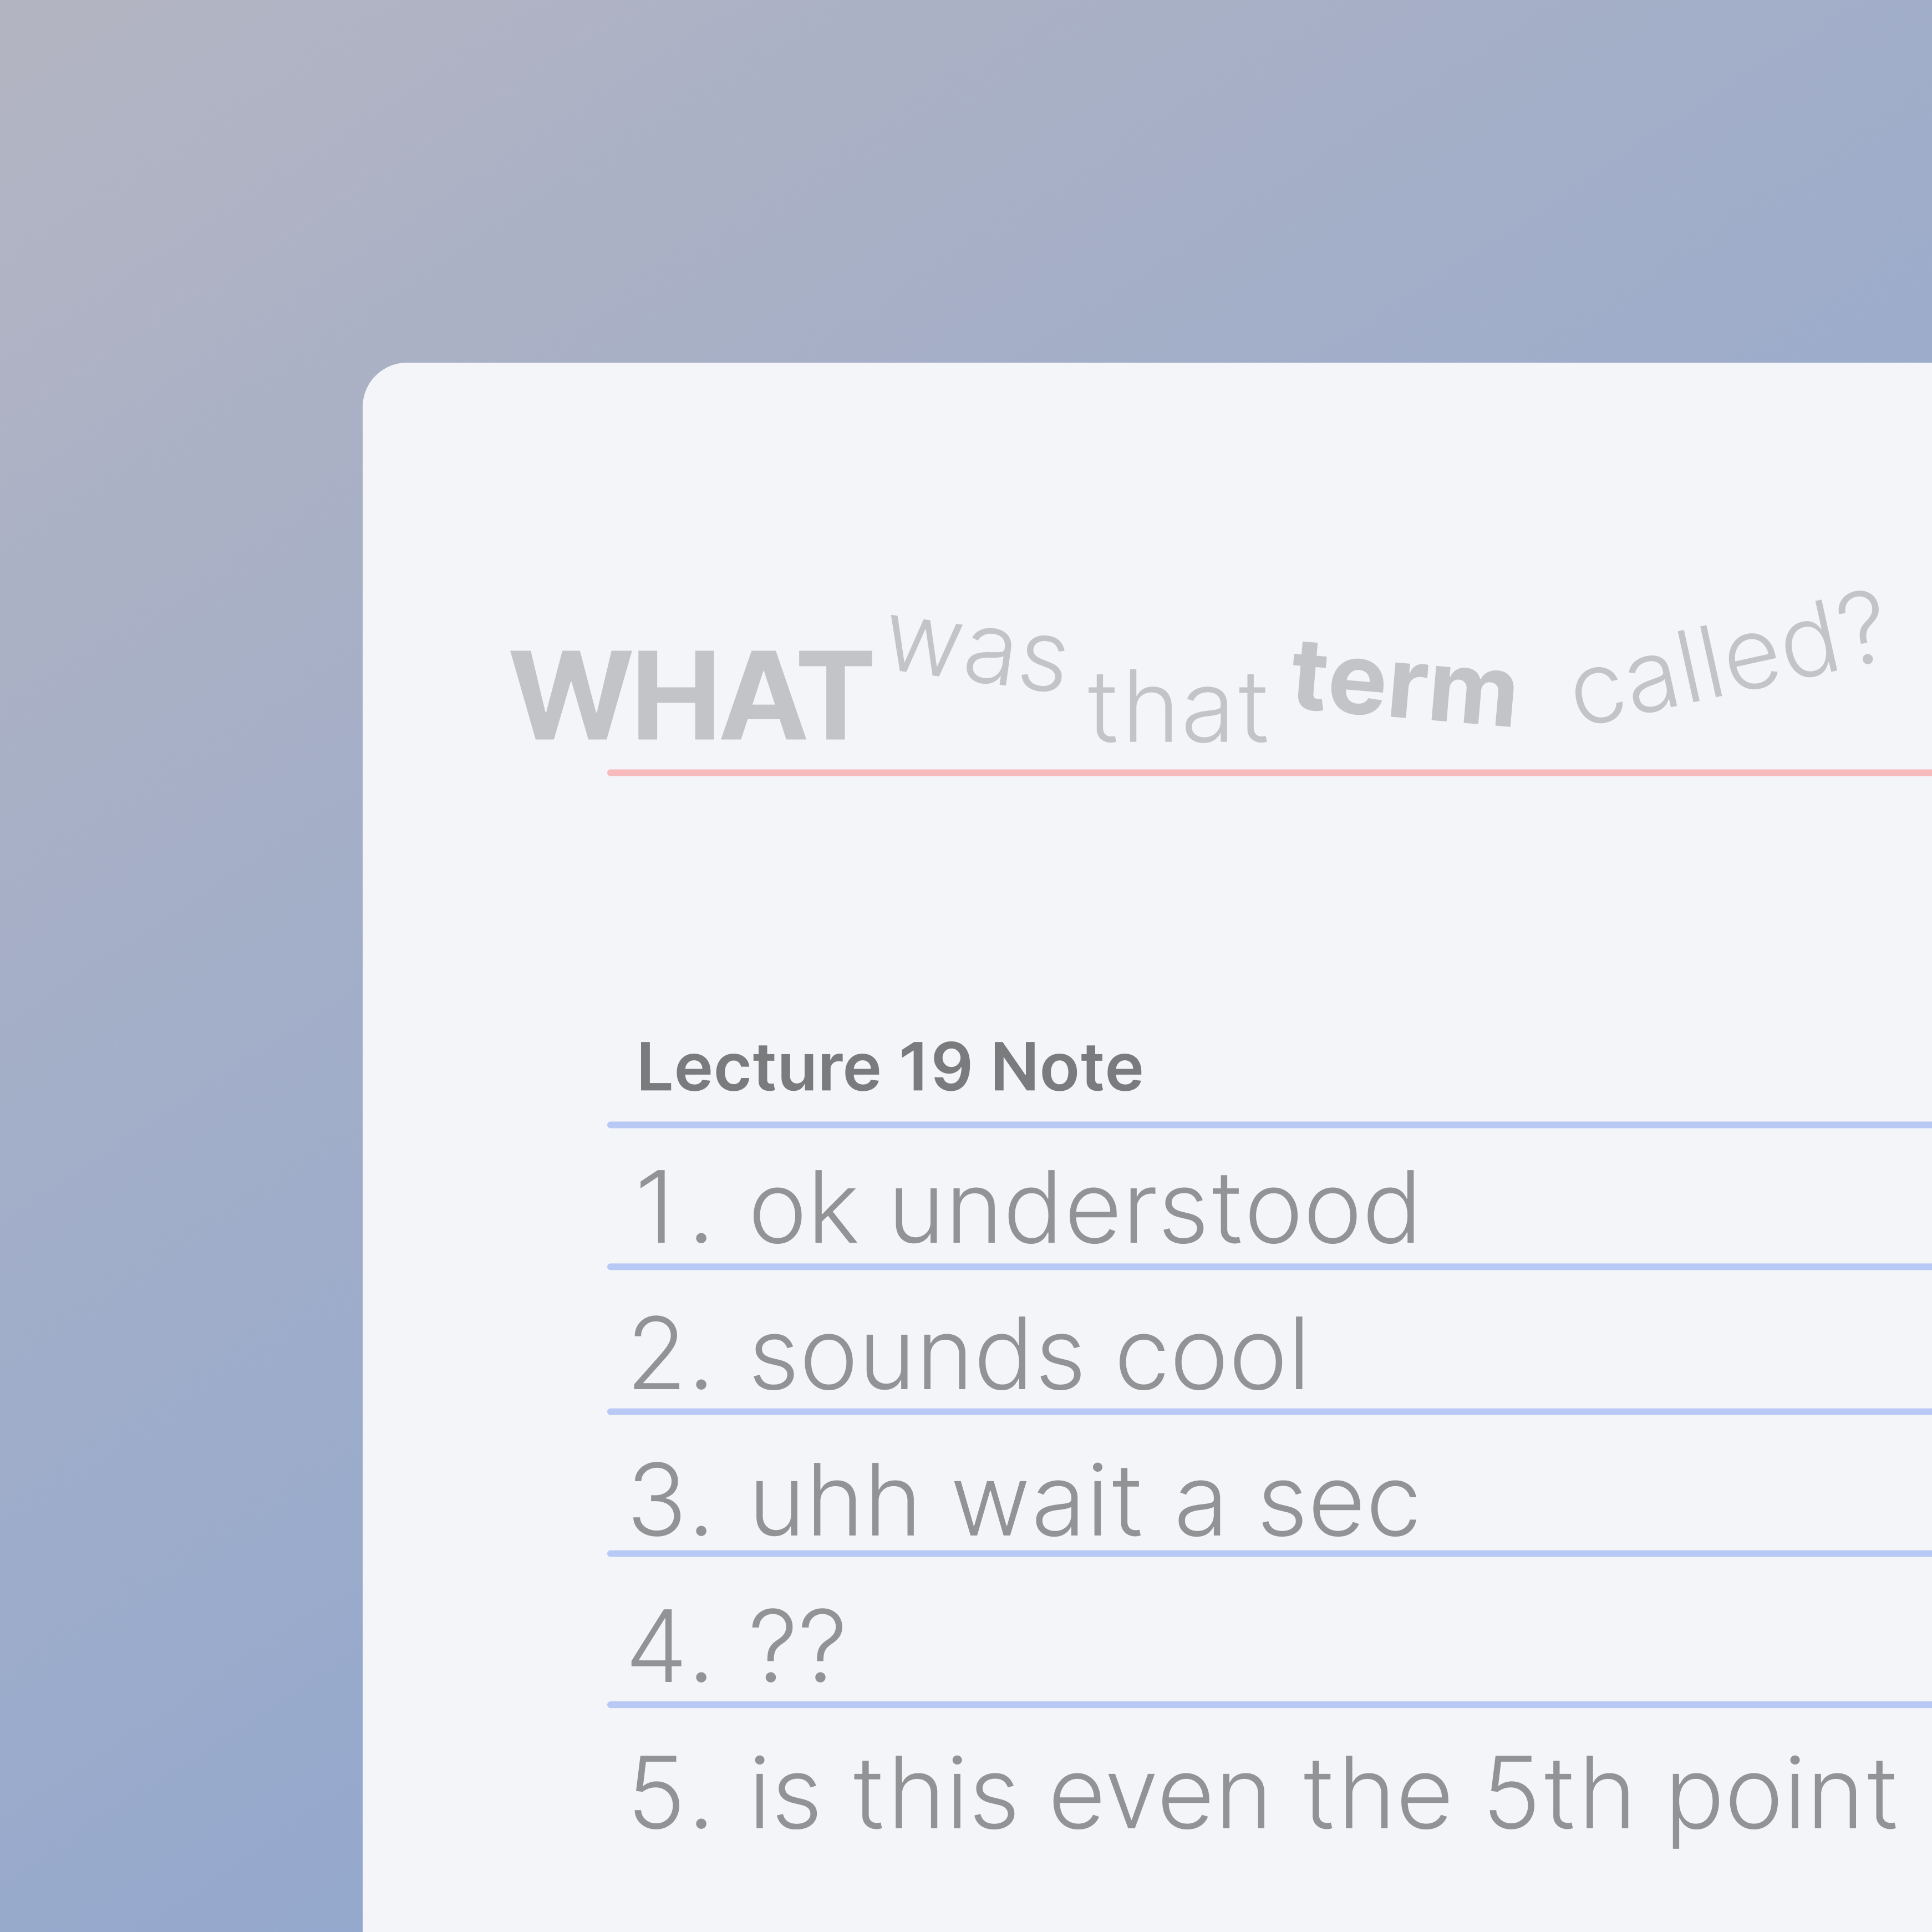 WHAT was that term called?
Lecture 19 Note
1. ok understood
2. sounds cool
3. uhh wait a sec
4. ??
5. is this even the 5th point